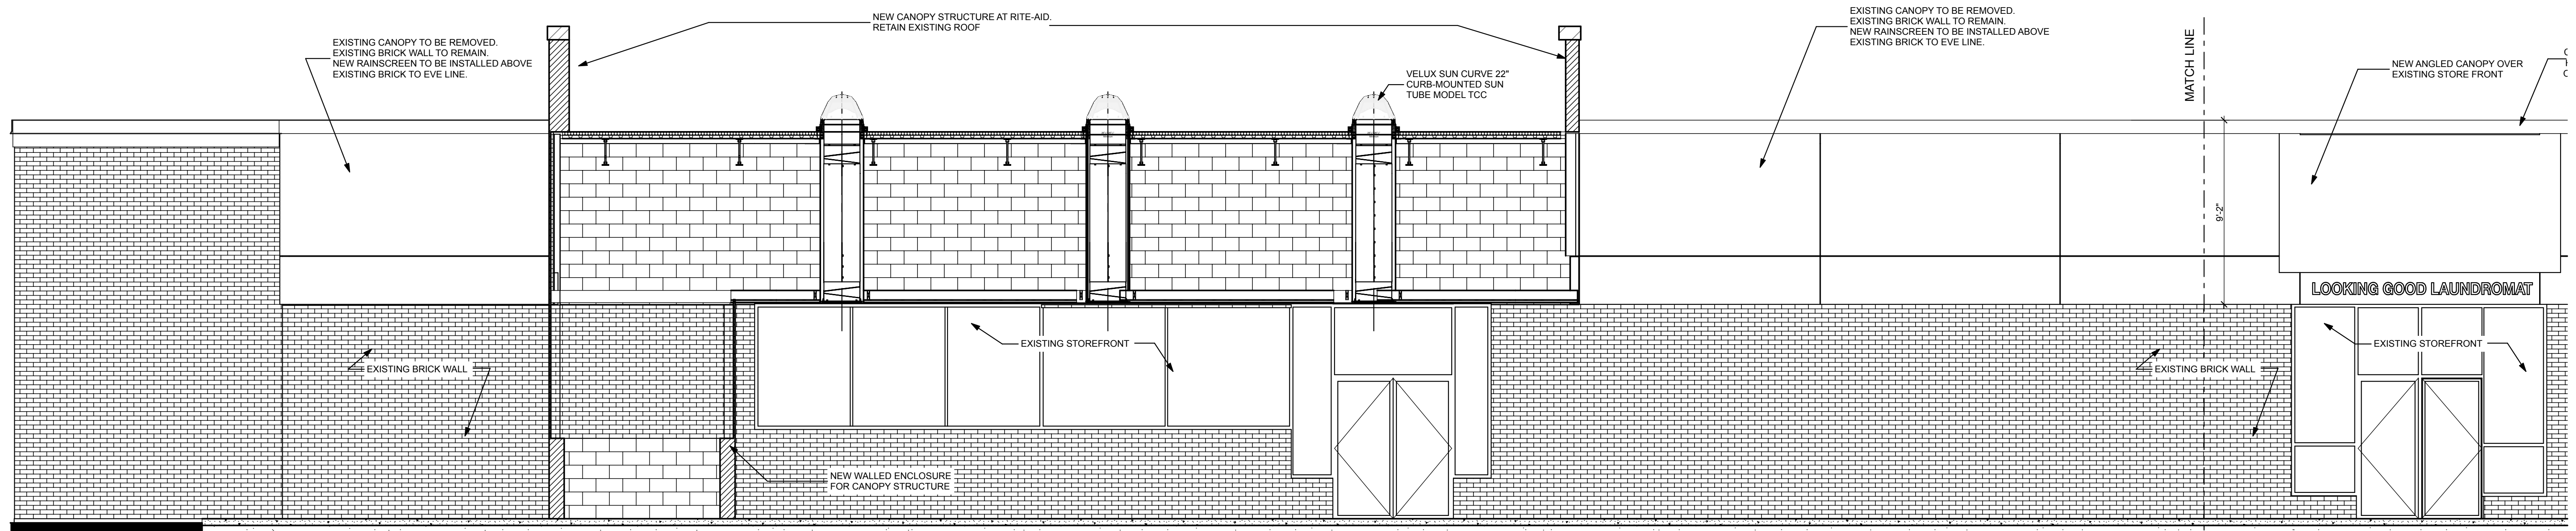 NEW CANOPY STRUCTURE AT RITE-AID.
RETAIN EXISTING ROOF
EXISTING CANOPY TO BE REMOVED.
EXISTING BRICK WALL TO REMAIN.
NEW RAINSCREEN TO BE INSTALLED ABOVE
EXISTING BRICK TO EVE LINE.
EXISTING CANOPY TO BE REMOVED.
EXISTING BRICK WALL TO REMAIN.
NEW RAINSCREEN TO BE INSTALLED ABOVE
EXISTING BRICK TO EVE LINE.
VELUX SUN CURVE 22"
CURB-MOUNTED SUN
TUBE MODEL TCC
MATCH LINE
NEW ANGLED CANOPY OVER
EXISTING STORE FRONT
9'-2"
LOOKING GOOD LAUNDROMAT
EXISTING STOREFRONT
EXISTING STOREFRONT
EXISTING BRICK WALL
EXISTING BRICK WALL
NEW WALLED ENCLOSURE
FOR CANOPY STRUCTURE